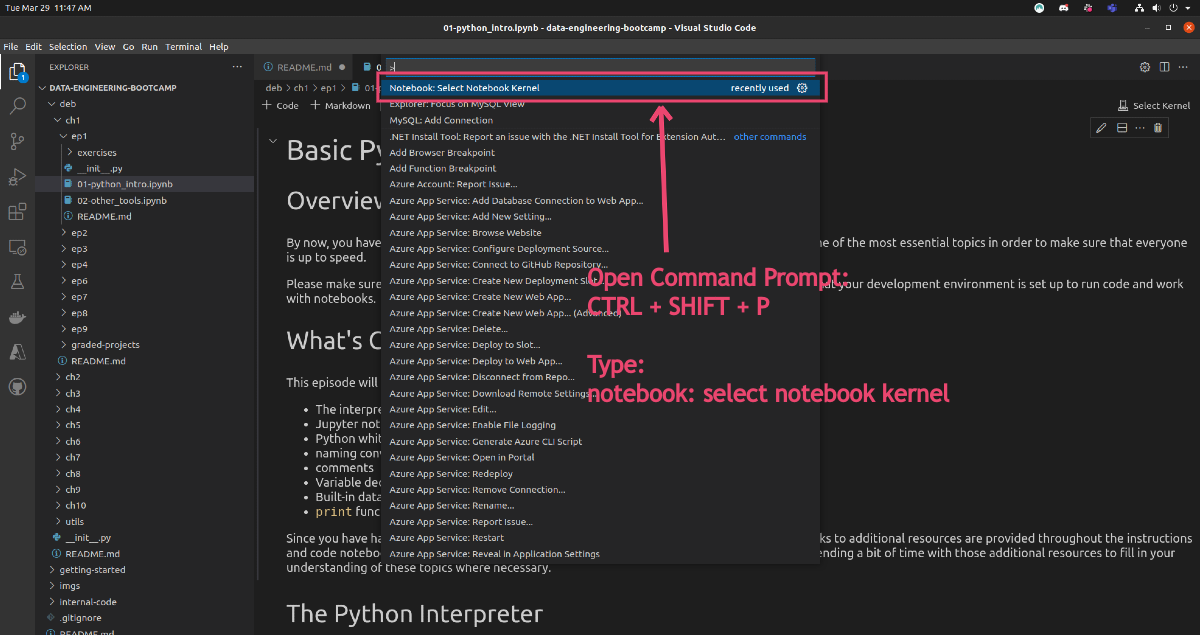 Tue Mar 29 11:47 AM
01-python_intro.ipynb - data-engineering-bootcamp - Visual Studio Code
File Edit Selection View Go Run Terminal Help
EXPLORER
DATA-ENGINEERING-BOOTCAMP
deb
ch1
ep1
exercises
__init__.py
01-python_intro.ipynb
02-other_tools.ipynb
README.md
ep2
ep3
ep4
ep6
ep7
ep8
ep9
graded-projects
README.md
ch2
ch3
ch4
ch5
ch6
ch7
ch8
ch9
ch10
utils
__init__.py
README.md
getting-started
imgs
internal-code
.gitignore
README.md
1
README.md
deb > ch1 > ep1 >
+ Code + Markdown
Select Kernel
>
Notebook: Select Notebook Kernel recently used
Explorer: Focus on MySQL View
MySQL: Add Connection
.NET Install Tool: Report an issue with the .NET Install Tool for Extension Aut... other commands
Add Browser Breakpoint
Add Function Breakpoint
Azure Account: Report Issue...
Azure App Service: Add Database Connection to Web App...
Azure App Service: Add New Setting...
Azure App Service: Browse Website
Azure App Service: Configure Deployment Source...
Azure App Service: Connect to GitHub Repository...
Azure App Service: Create New Deployment Slot...
Azure App Service: Create New Web App...
Azure App Service: Create New Web App... (Advanced)
Azure App Service: Delete...
Azure App Service: Deploy to Slot...
Azure App Service: Deploy to Web App...
Azure App Service: Disconnect from Repo...
Azure App Service: Download Remote Settings...
Azure App Service: Edit...
Azure App Service: Enable File Logging
Azure App Service: Generate Azure CLI Script
Azure App Service: Open in Portal
Azure App Service: Redeploy
Azure App Service: Remove Connection...
Azure App Service: Rename...
Azure App Service: Report Issue...
Azure App Service: Restart
Azure App Service: Reveal in Application Settings
Open Command Prompt:
CTRL + SHIFT + P
Type:
notebook: select notebook kernel
Basic Py
Overview
By now, you have of the most essential topics in order to make sure that everyone
is up to speed.
Please make sure your development environment is set up to run code and work
with notebooks.
What's
This episode will
The interpre
Jupyter not
Python whit
naming con
comments
Variable de
Built-in data
print func
Since you have ha to additional resources are provided throughout the instructions
and code notebo ending a bit of time with those additional resources to fill in your
understanding of these topics where necessary.
The Python Interpreter